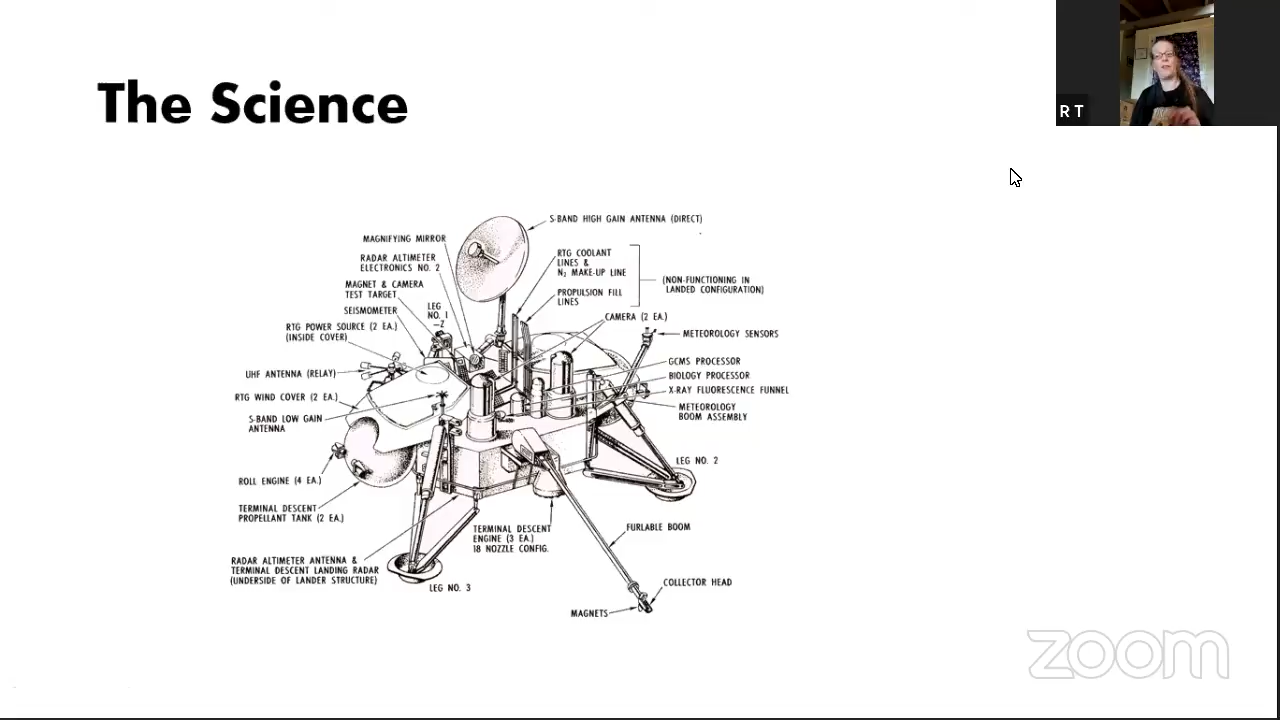 The Science
R T
S-BAND HIGH GAIN ANTENNA (DIRECT)
MAGNIFYING MIRROR
RADAR ALTIMETER
ELECTRONICS NO. 2
MAGNET & CAMERA
TEST TARGET
SEISMOMETER
LEG
NO. 1
-Z
RTG POWER SOURCE (2 EA.)
(INSIDE COVER)
UHF ANTENNA (RELAY)
RTG WIND COVER (2 EA.)
S-BAND LOW GAIN
ANTENNA
ROLL ENGINE (4 EA.)
TERMINAL DESCENT
PROPELLANT TANK (2 EA.)
RADAR ALTIMETER ANTENNA &
TERMINAL DESCENT LANDING RADAR
(UNDERSIDE OF LANDER STRUCTURE)
LEG NO. 3
TERMINAL DESCENT
ENGINE (3 EA.)
18 NOZZLE CONFIG.
RTG COOLANT
LINES &
N₂ MAKE-UP LINE
PROPULSION FILL
LINES
(NON-FUNCTIONING IN
LANDED CONFIGURATION)
CAMERA (2 EA.)
METEOROLOGY SENSORS
GCMS PROCESSOR
BIOLOGY PROCESSOR
X-RAY FLUORESCENCE FUNNEL
METEOROLOGY
BOOM ASSEMBLY
LEG NO. 2
FURLABLE BOOM
COLLECTOR HEAD
MAGNETS
zoom